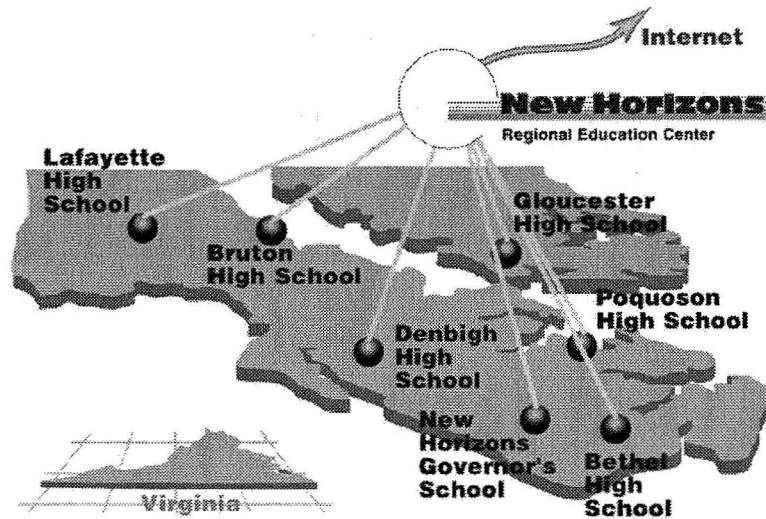 Internet
New Horizons
Regional Education Center
Lafayette
High
School
Gloucester
High School
Bruton
High School
Poquoson
High School
Denbigh
High
School
New
Horizons
Governor's
School
Bethel
High
School
Virginia